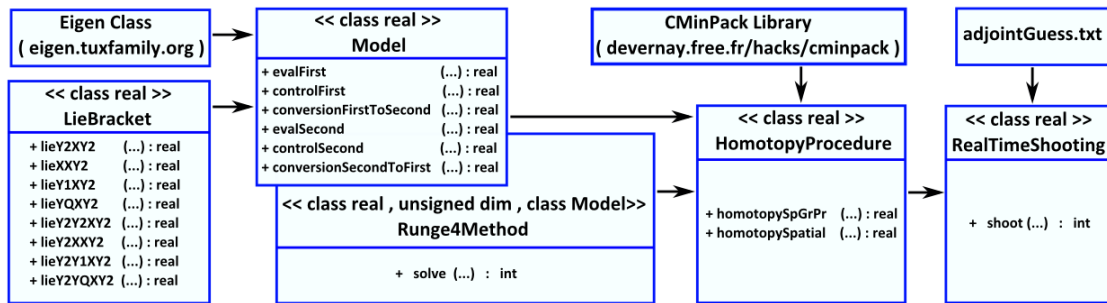 Eigen Class
( eigen.tuxfamily.org )
<< class real >>
LieBracket
+ lieY2XY2 (...) : real
+ lieXXY2 (...) : real
+ lieY1XY2 (...) : real
+ lieYQXY2 (...) : real
+ lieY2Y2XY2 (...) : real
+ lieY2XXY2 (...) : real
+ lieY2Y1XY2 (...) : real
+ lieY2YQXY2 (...) : real
<< class real >>
Model
+ evalFirst (...) : real
+ controlFirst (...) : real
+ conversionFirstToSecond (...) : real
+ evalSecond (...) : real
+ controlSecond (...) : real
+ conversionSecondToFirst (...) : real
<< class real , unsigned dim , class Model>>
Runge4Method
+ solve (...) : int
CMinPack Library
( devernay.free.fr/hacks/cminpack )
<< class real >>
HomotopyProcedure
+ homotopySpGrPr (...) : real
+ homotopySpatial (...) : real
adjointGuess.txt
<< class real >>
RealTimeShooting
+ shoot (...) : int